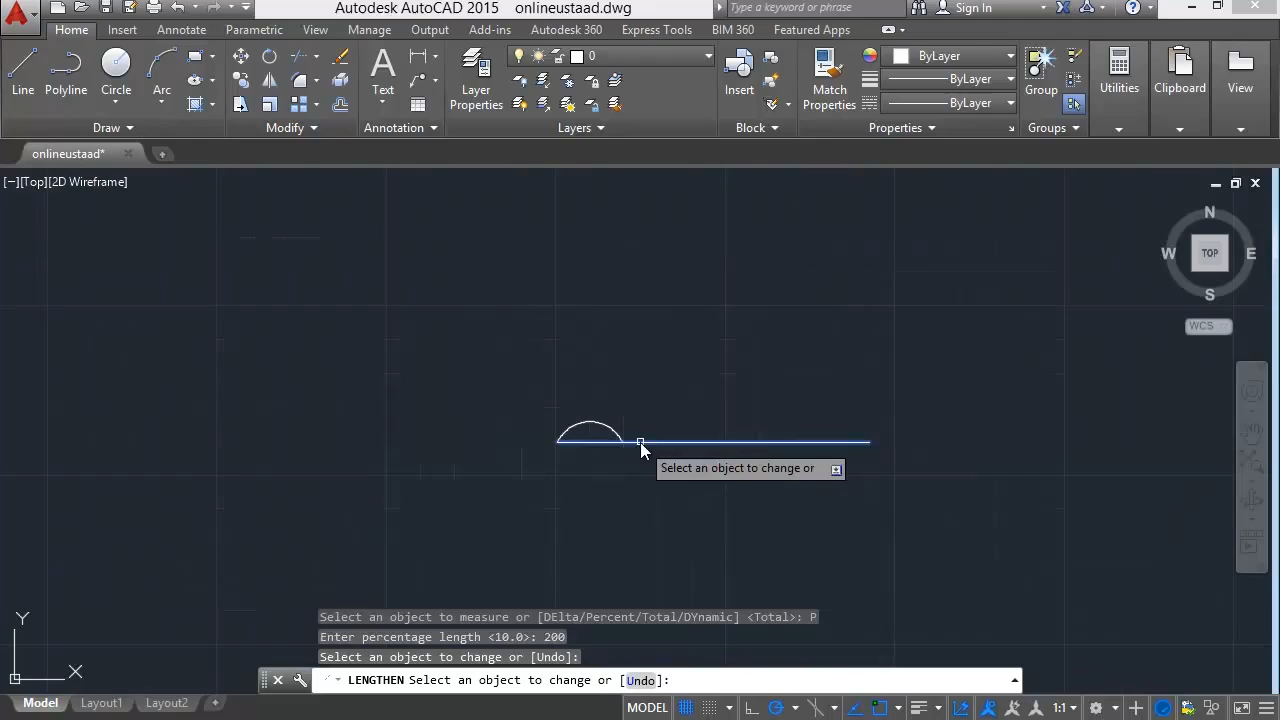 Autodesk AutoCAD 2015 onlineustaad.dwg
Type a keyword or phrase
Sign In
Home Insert Annotate Parametric View Manage Output Add-ins Autodesk 360 Express Tools BIM 360 Featured Apps
Line Polyline Circle Arc
Text
Layer Properties
0
Insert
Match Properties
ByLayer
ByLayer
ByLayer
Group
Utilities
Clipboard
View
Draw Modify Annotation Layers Block Properties Groups
onlineustaad*
[−][Top][2D Wireframe]
N
W TOP E
S
WCS
Select an object to change or
Y
X
Select an object to measure or [DElta/Percent/Total/DYnamic] <Total>: P
Enter percentage length <10.0>: 200
Select an object to change or [Undo]:
LENGTHEN Select an object to change or [Undo]:
Model Layout1 Layout2
MODEL 1:1